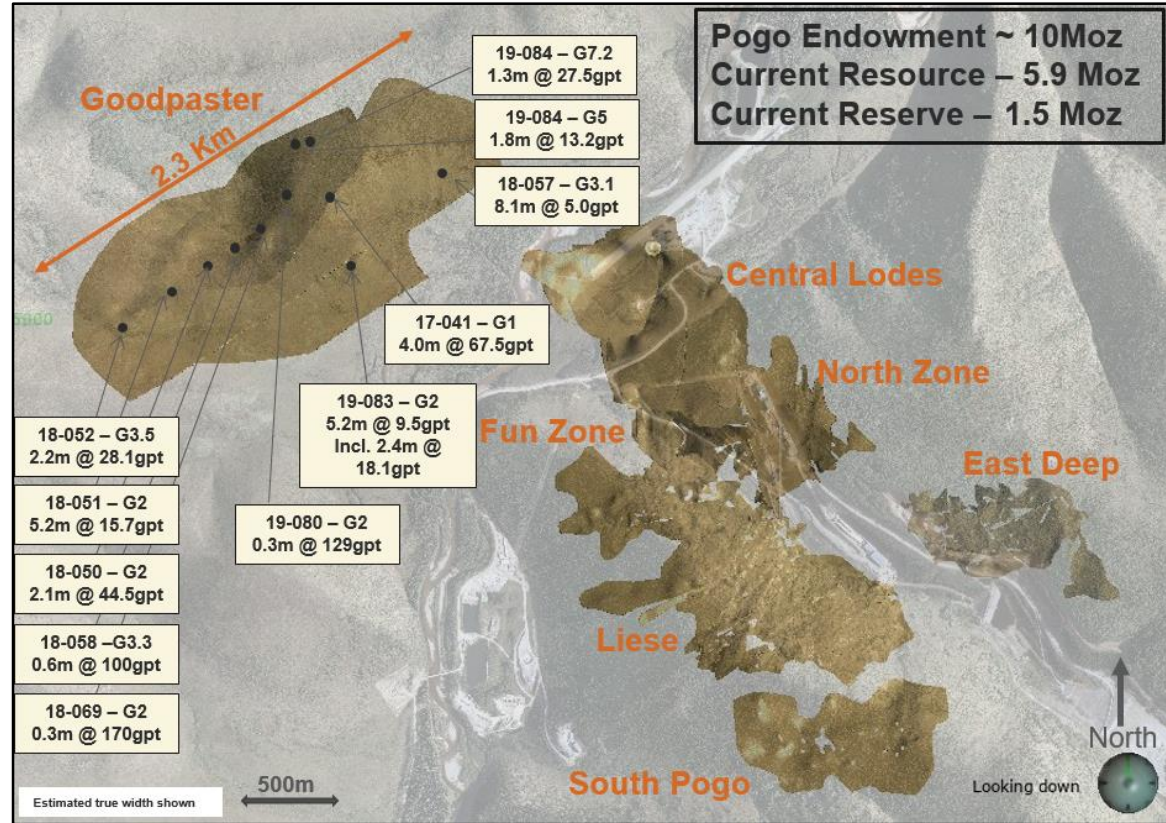 Pogo Endowment ~ 10Moz
Current Resource – 5.9 Moz
Current Reserve – 1.5 Moz
Goodpaster
2.3 Km
19-084 – G7.2
1.3m @ 27.5gpt
19-084 – G5
1.8m @ 13.2gpt
18-057 – G3.1
8.1m @ 5.0gpt
17-041 – G1
4.0m @ 67.5gpt
19-083 – G2
5.2m @ 9.5gpt
Incl. 2.4m @
18.1gpt
19-080 – G2
0.3m @ 129gpt
18-052 – G3.5
2.2m @ 28.1gpt
18-051 – G2
5.2m @ 15.7gpt
18-050 – G2
2.1m @ 44.5gpt
18-058 –G3.3
0.6m @ 100gpt
18-069 – G2
0.3m @ 170gpt
Central Lodes
North Zone
Fun Zone
East Deep
Liese
South Pogo
North
Looking down
500m
Estimated true width shown